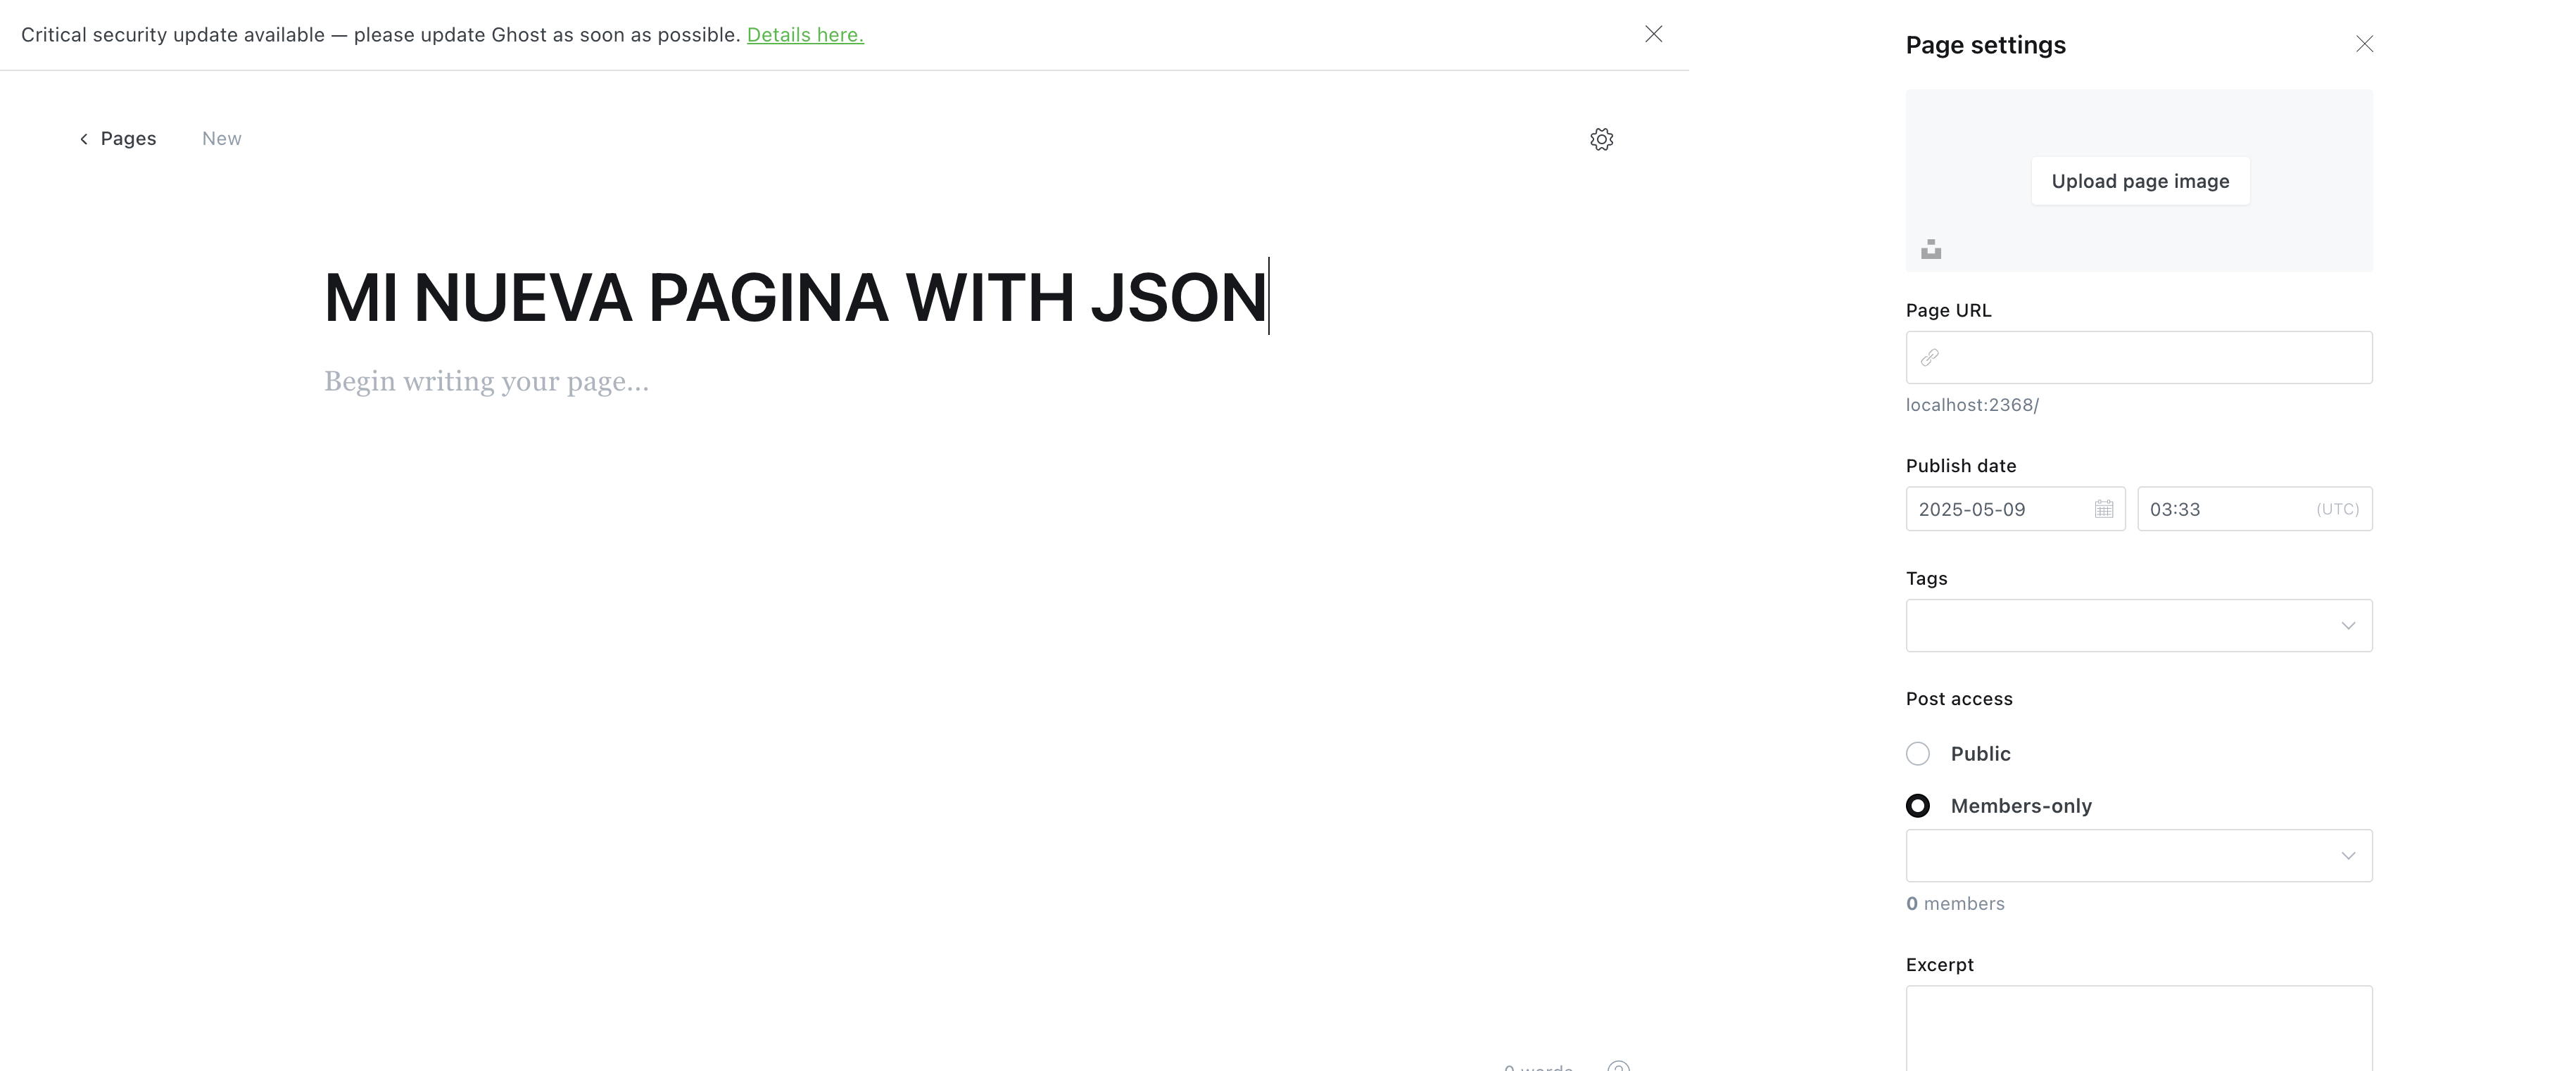 Critical security update available — please update Ghost as soon as possible. Details here.
Pages New
MI NUEVA PAGINA WITH JSON
Begin writing your page...
0 words
Page settings
Upload page image
Page URL
localhost:2368/
Publish date
2025-05-09 03:33 (UTC)
Tags
Post access
Public
Members-only
0 members
Excerpt